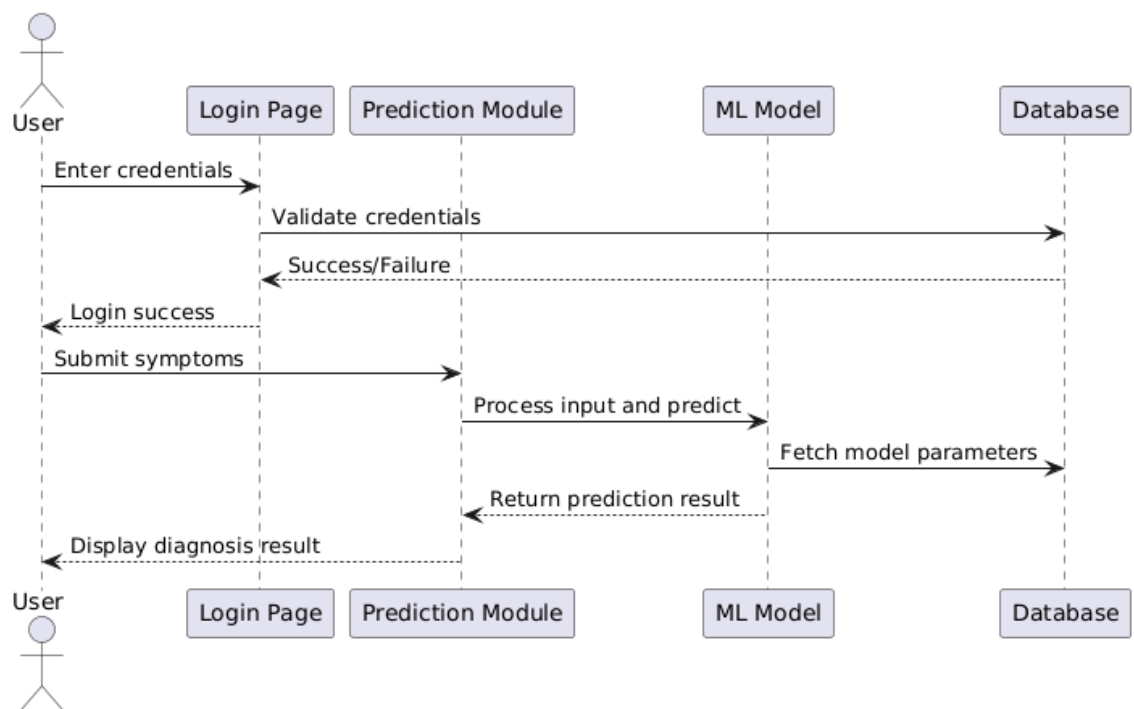 User
Login Page
Prediction Module
ML Model
Database
Enter credentials
Validate credentials
Success/Failure
Login success
Submit symptoms
Process input and predict
Fetch model parameters
Return prediction result
Display diagnosis result
User
Login Page
Prediction Module
ML Model
Database